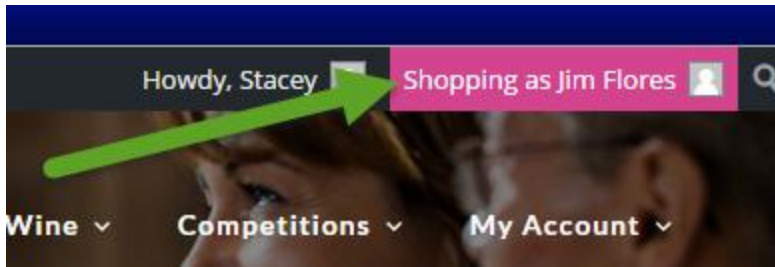 Howdy, Stacey Shopping as Jim Flores
Wine Competitions My Account